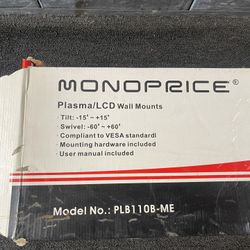 MONOPRICE®
Plasma/LCD Wall Mounts
· Tilt: -15˚ ~ +15˚
· Swivel: -60˚ ~ +60˚
· Compliant to VESA standardl
· Mounting hardware included
· User manual included
Model No.: PLB110B-ME